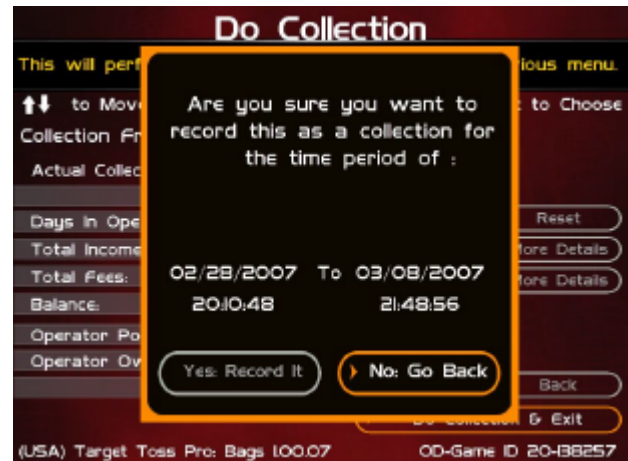 Do Collection
This will perf
ious menu.
to Mov
to Choose
Are you sure you want to
record this as a collection for
the time period of :
Collection Fr
Actual Collec
Days In Ope
Reset
Total Income
More Details
Total Fees:
More Details
02/28/2007 To 03/08/2007
Balance:
20:10:48 21:48:56
Operator Po
Operator Ow
Yes: Record It
No: Go Back
Back
& Exit
(USA) Target Toss Pro: Bags 1.00.07
OD-Game ID 20-138257